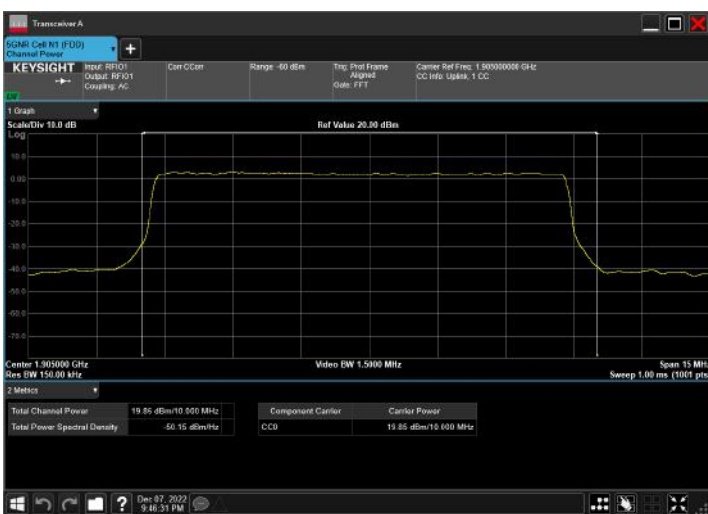 Transceiver A
5GNR Cell N1 (FDD)
Channel Power
KEYSIGHT
Input: RFIO1
Output: RFIO1
Coupling: AC
Corr CCorr
Range -60 dBm
Trig: Prot Frame
Aligned
Gate: FFT
Carrier Ref Freq: 1.905000000 GHz
CC Info: Uplink, 1 CC
1 Graph
Scale/Div 10.0 dB
Ref Value 20.00 dBm
Log
10.0
0.00
-10.0
-20.0
-30.0
-40.0
-50.0
-60.0
-70.0
Center 1.905000 GHz
Res BW 150.00 kHz
Video BW 1.5000 MHz
Span 15 MHz
Sweep 1.00 ms (1001 pts
2 Metrics
Total Channel Power 19.86 dBm/10.000 MHz
Total Power Spectral Density -50.15 dBm/Hz
Component Carrier Carrier Power
CC0 19.85 dBm/10.000 MHz
Dec 07, 2022
9:46:31 PM